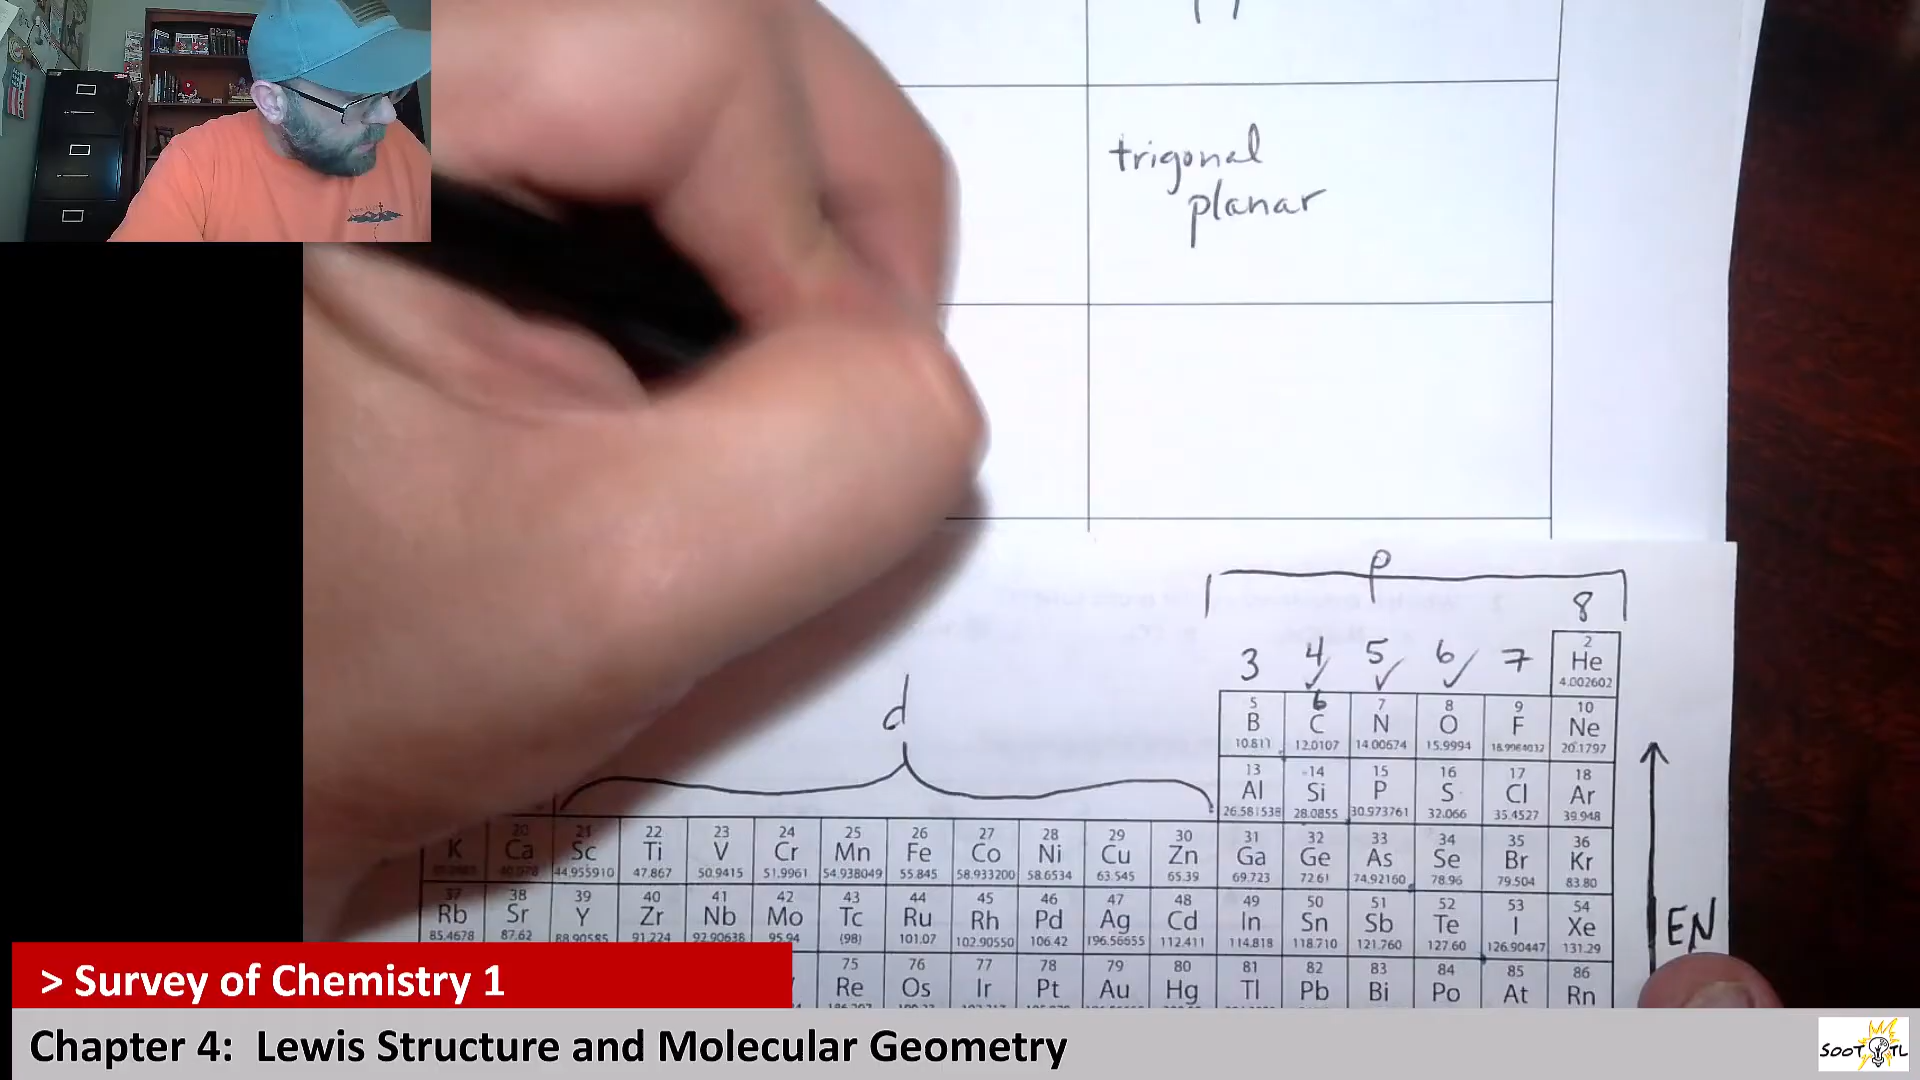 trigonal
planar
p
8
3 4 5 6 7
2
He
4.002602
d
5 6 7 8 9 10
B C N O F Ne
10.811 12.0107 14.00674 15.9994 18.9984032 20.1797
13 14 15 16 17 18
Al Si P S Cl Ar
26.581538 28.0855 30.973761 32.066 35.4527 39.948
20 21 22 23 24 25 26 27 28 29 30 31 32 33 34 35 36
K Ca Sc Ti V Cr Mn Fe Co Ni Cu Zn Ga Ge As Se Br Kr
44.955910 47.867 50.9415 51.9961 54.938049 55.845 58.933200 58.6534 63.545 65.39 69.723 72.61 74.92160 78.96 79.504 83.80
37 38 39 40 41 42 43 44 45 46 47 48 49 50 51 52 53 54
Rb Sr Y Zr Nb Mo Tc Ru Rh Pd Ag Cd In Sn Sb Te I Xe
85.4678 87.62 88.90585 91.224 92.90638 95.94 (98) 101.07 102.90550 106.42 196.56655 112.411 114.818 118.710 121.760 127.60 126.90447 131.29
EN
75 76 77 78 79 80 81 82 83 84 85 86
Re Os Ir Pt Au Hg Tl Pb Bi Po At Rn
> Survey of Chemistry 1
Chapter 4: Lewis Structure and Molecular Geometry
SOOTTL